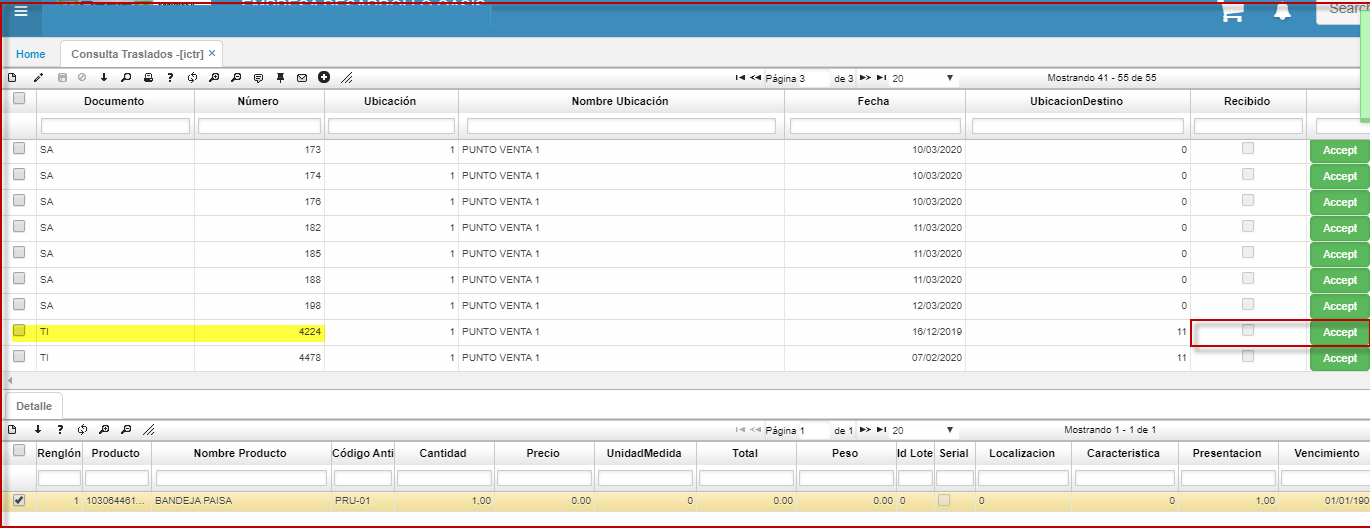 EMPRESA DESARROLLO OASIS
Search
Home Consulta Traslados -[ictr] ×
Página 3 de 3 20 Mostrando 41 - 55 de 55
Documento Número Ubicación Nombre Ubicación Fecha UbicacionDestino Recibido
SA 173 1 PUNTO VENTA 1 10/03/2020 0 Accept
SA 174 1 PUNTO VENTA 1 10/03/2020 0 Accept
SA 176 1 PUNTO VENTA 1 10/03/2020 0 Accept
SA 182 1 PUNTO VENTA 1 11/03/2020 0 Accept
SA 185 1 PUNTO VENTA 1 11/03/2020 0 Accept
SA 188 1 PUNTO VENTA 1 11/03/2020 0 Accept
SA 198 1 PUNTO VENTA 1 12/03/2020 0 Accept
TI 4224 1 PUNTO VENTA 1 16/12/2019 11 Accept
TI 4478 1 PUNTO VENTA 1 07/02/2020 11 Accept
Detalle
Página 1 de 1 20 Mostrando 1 - 1 de 1
Renglón Producto Nombre Producto Código Anti Cantidad Precio UnidadMedida Total Peso Id Lote Serial Localizacion Caracteristica Presentacion Vencimiento
1 103064461... BANDEJA PAISA PRU-01 1,00 0.00 0 0.00 0.00 0 0 0 1,00 01/01/190